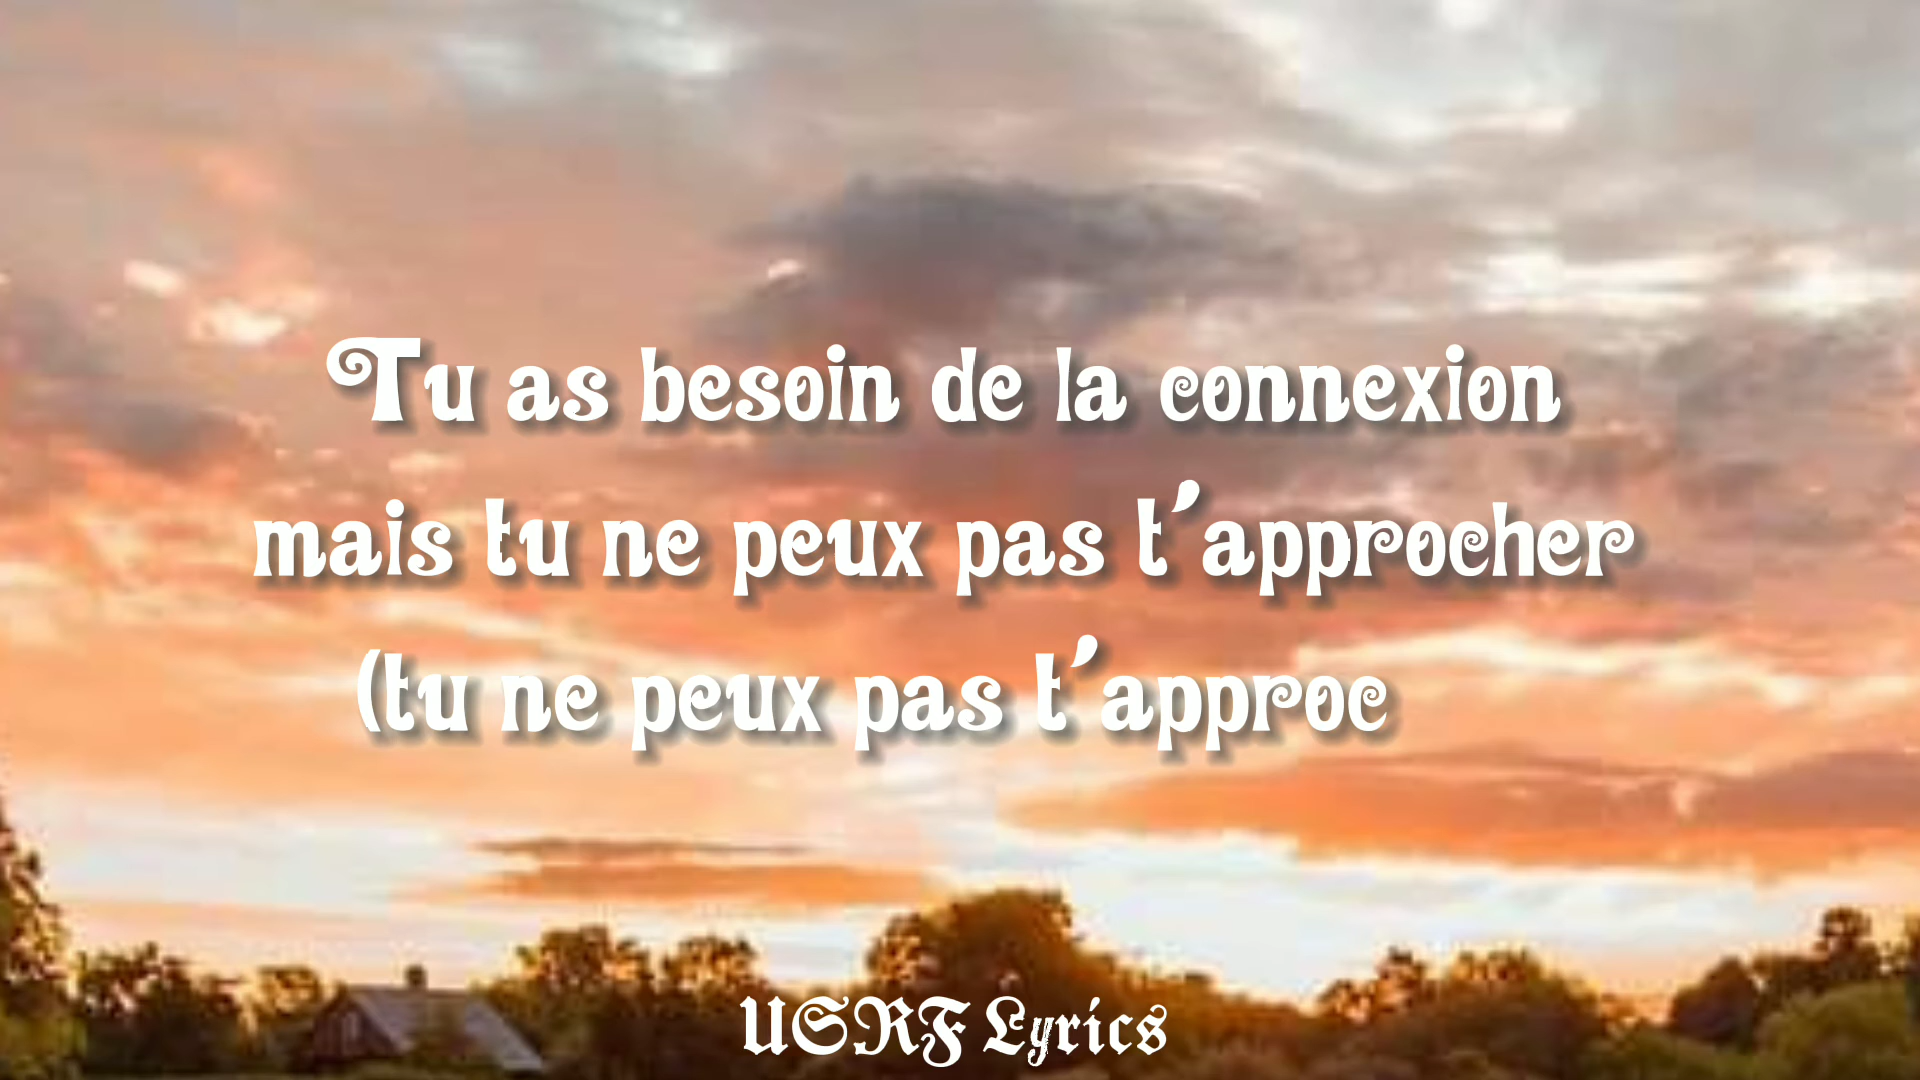 Tu as besoin de la connexion
mais tu ne peux pas t'approcher
(tu ne peux pas t'approc
USRF Lyrics